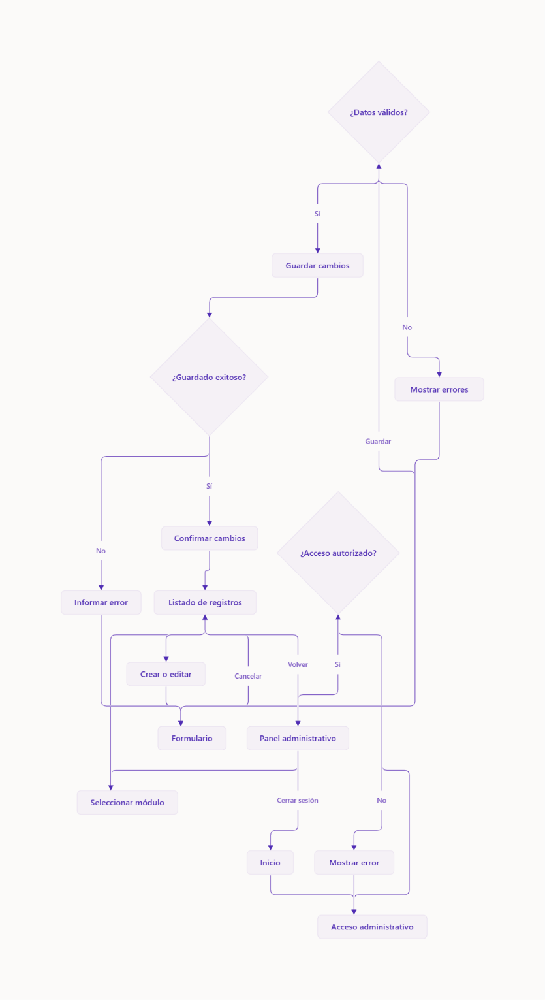 ¿Datos válidos?
Sí
Guardar cambios
No
¿Guardado exitoso?
Mostrar errores
Guardar
Sí
Confirmar cambios
¿Acceso autorizado?
No
Informar error
Listado de registros
Crear o editar
Cancelar
Volver
Sí
Formulario
Panel administrativo
Seleccionar módulo
Cerrar sesión
No
Inicio
Mostrar error
Acceso administrativo